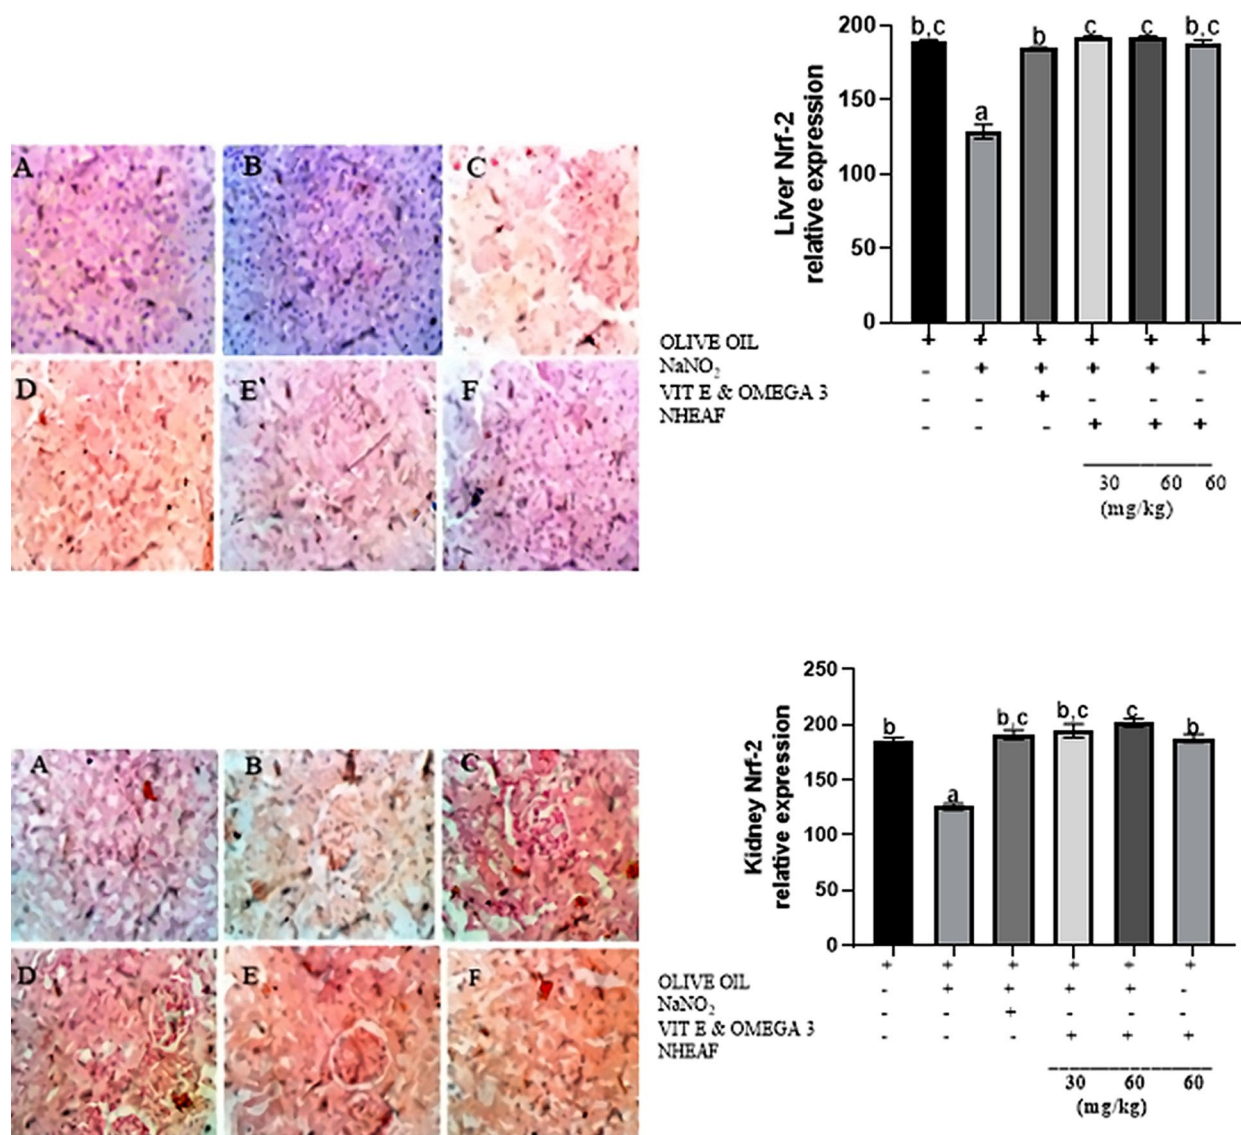 A
B
C
D
E`
F
Liver Nrf-2
relative expression
200
150
100
50
0
b,c
a
b
c
c
b,c
OLIVE OIL + + + + + +
NaNO₂ - + + + + -
VIT E & OMEGA 3 - - + - - -
NHEAF - - - + + +
30 60 60
(mg/kg)
A
B
C
D
E
F
Kidney Nrf-2
relative expression
250
200
150
100
50
0
b
a
b,c
b,c
c
b
OLIVE OIL + + + + + +
NaNO₂ - + + + + -
VIT E & OMEGA 3 - - + - - -
NHEAF - - - + + +
30 60 60
(mg/kg)